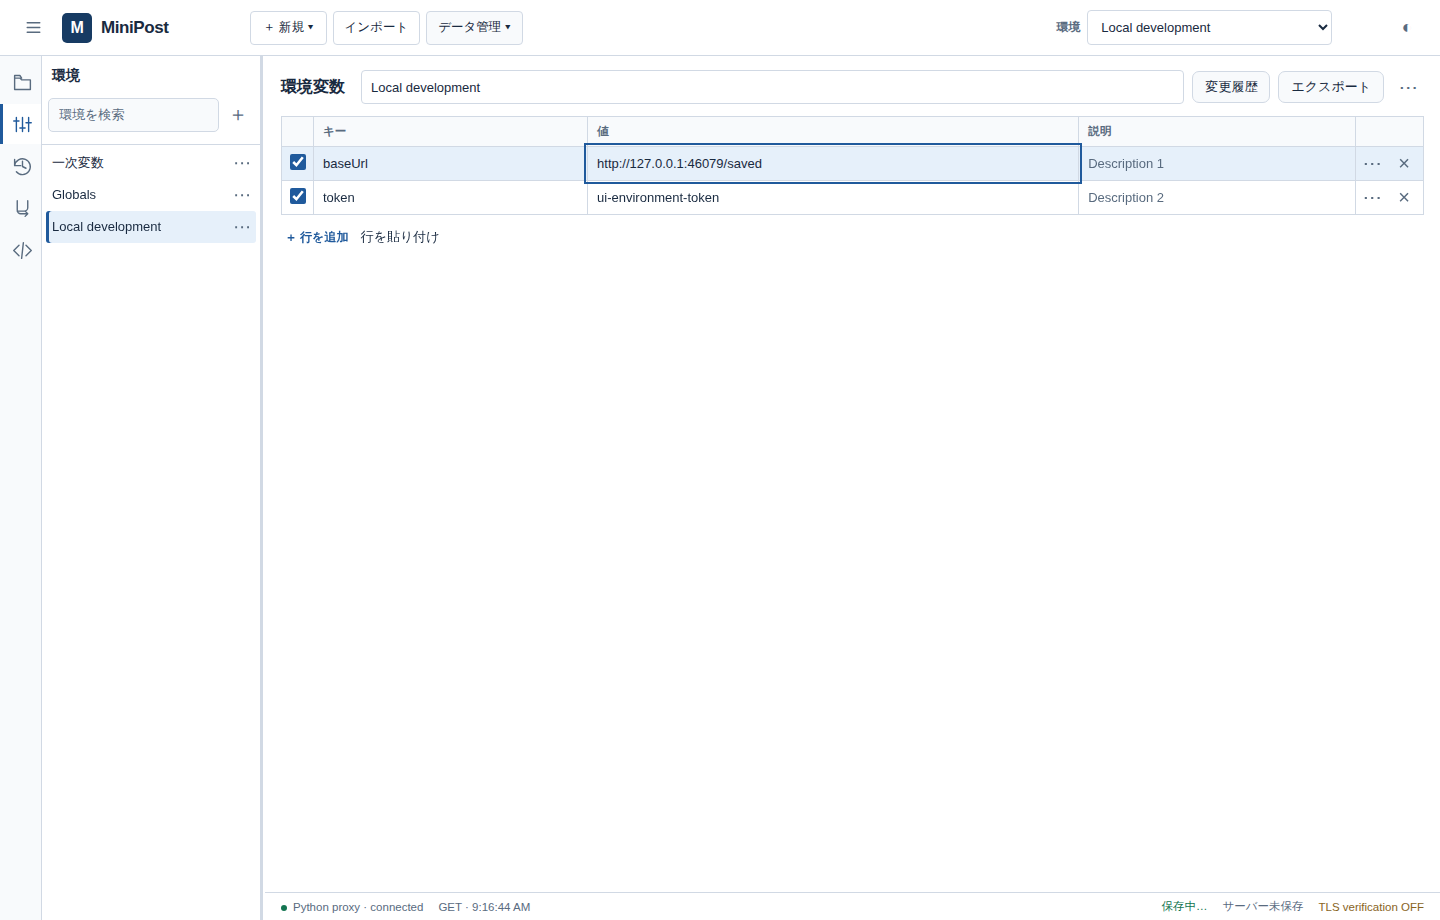 M MiniPost ＋ 新規 ▾ インポート データ管理 ▾ 環境 Local development
環境
環境を検索 +
一次変数 ···
Globals ···
Local development ···
環境変数 Local development 変更履歴 エクスポート ···
キー 値 説明
baseUrl http://127.0.0.1:46079/saved Description 1 ··· ×
token ui-environment-token Description 2 ··· ×
+ 行を追加 行を貼り付け
Python proxy · connected GET · 9:16:44 AM 保存中… サーバー未保存 TLS verification OFF